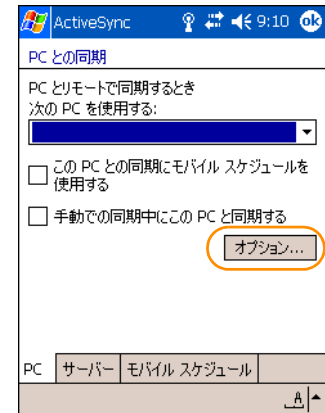 ActiveSync 9:10 ok
PC との同期
PC とリモートで同期するとき
次の PC を使用する:
この PC との同期にモバイル スケジュールを
使用する
手動での同期中にこの PC と同期する
オプション...
PC サーバー モバイル スケジュール
A